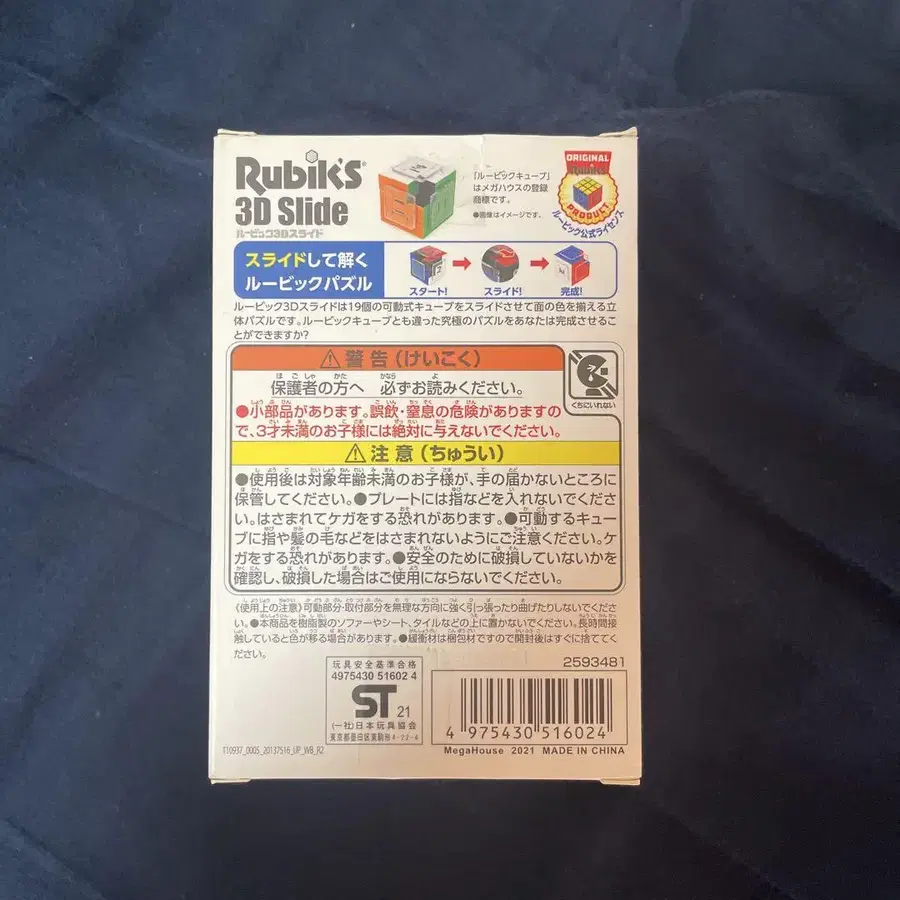 Rubik's®
3D Slide
ルービック3Dスライド
「ルービックキューブ」
はメガハウスの登録
商標です。
●画像はイメージです。
ORIGINAL
Rubik's
PRODUCT
ルービック公式ライセンス
スライドして解く
ルービックパズル
スタート!
スライド!
完成!
ルービック3Dスライドは19個の可動式キューブをスライドさせて面の色を揃える立
体パズルです。ルービックキューブとも違った究極のパズルをあなたは完成させるこ
とができますか?
⚠警告(けいこく)
保護者の方へ 必ずお読みください。
●小部品があります。誤飲・窒息の危険がありますの
で、3才未満のお子様には絶対に与えないでください。
くちにいれない
⚠注意(ちゅうい)
●使用後は対象年齢未満のお子様が、手の届かないところに
保管してください。●プレートには指などを入れないでくださ
い。はさまれてケガをする恐れがあります。●可動するキュー
ブに指や髪の毛などをはさまれないようにご注意ください。ケ
ガをする恐れがあります。●安全のために破損していないかを
確認し、破損した場合はご使用にならないでください。
《使用上の注意》可動部分・取付部分を無理な方向に強く引っ張ったり曲げたりしないでくださ
い。●本商品を樹脂製のソファーやシート、タイルなどの上に置かないでください。長時間接
触していると色が移る場合があります。●緩衝材は梱包材ですので開封後はすぐに捨ててく
ださい。
玩具安全基準合格
4975430 51602 4
ST 21
(一社)日本玩具協会
東京都墨田区東駒形4-22-4
2593481
4 975430 516024
MegaHouse 2021 MADE IN CHINA
T10937_0005_20137516_UP_WB_R2